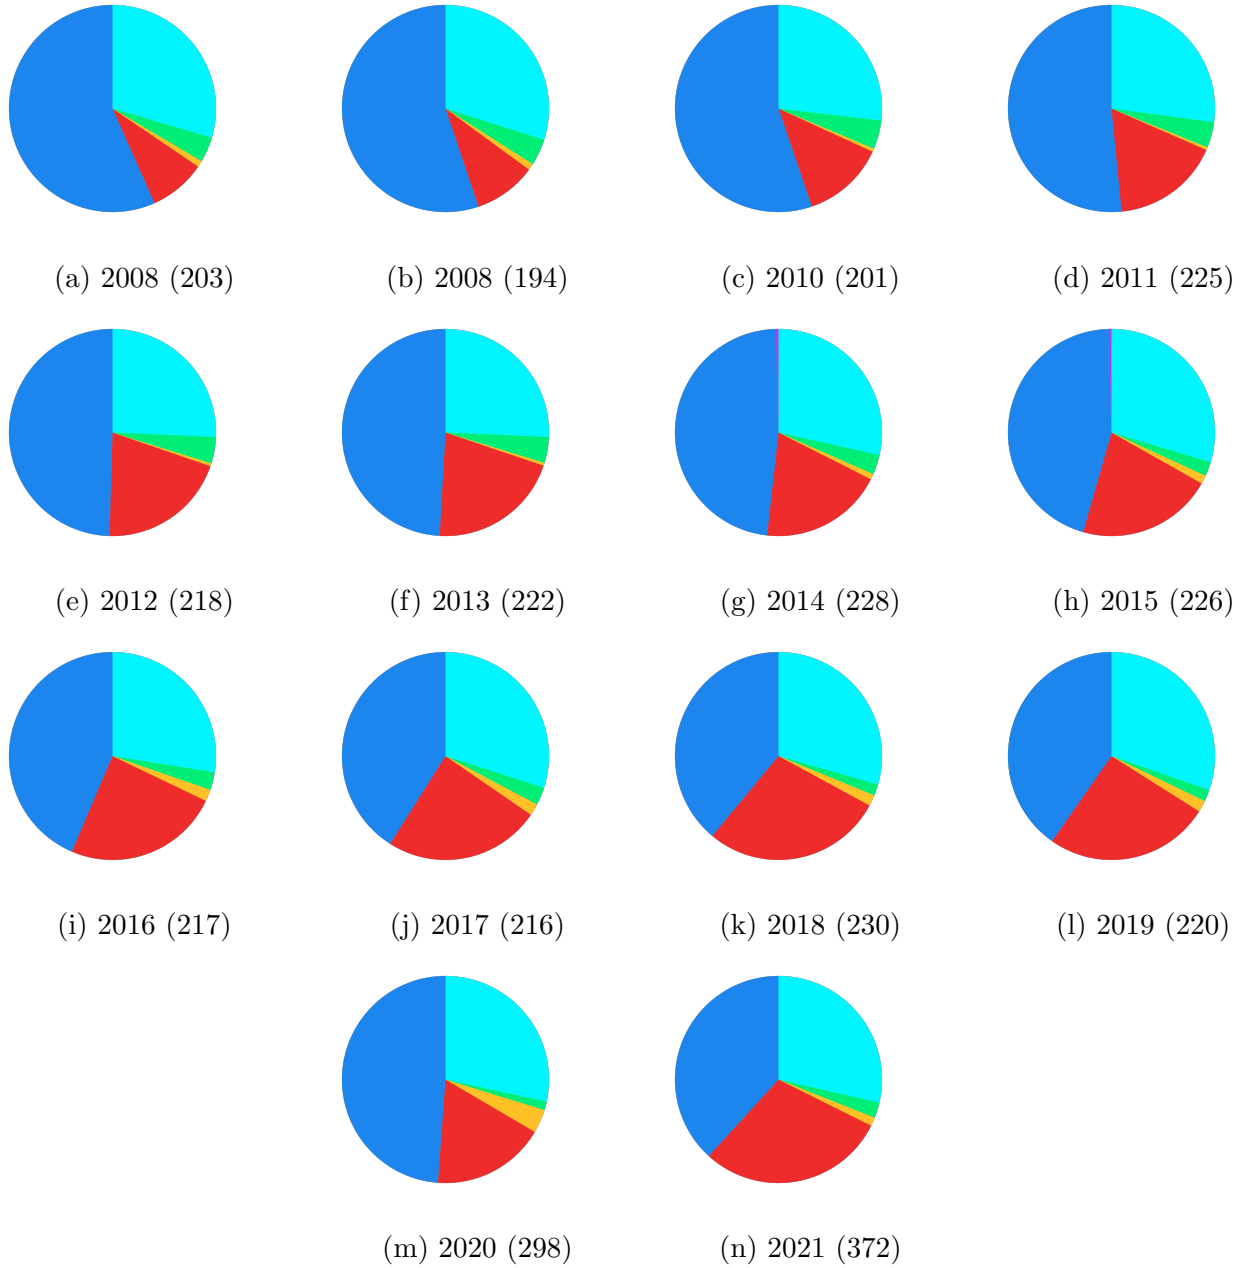 (a) 2008 (203)
(b) 2008 (194)
(c) 2010 (201)
(d) 2011 (225)
(e) 2012 (218)
(f) 2013 (222)
(g) 2014 (228)
(h) 2015 (226)
(i) 2016 (217)
(j) 2017 (216)
(k) 2018 (230)
(l) 2019 (220)
(m) 2020 (298)
(n) 2021 (372)